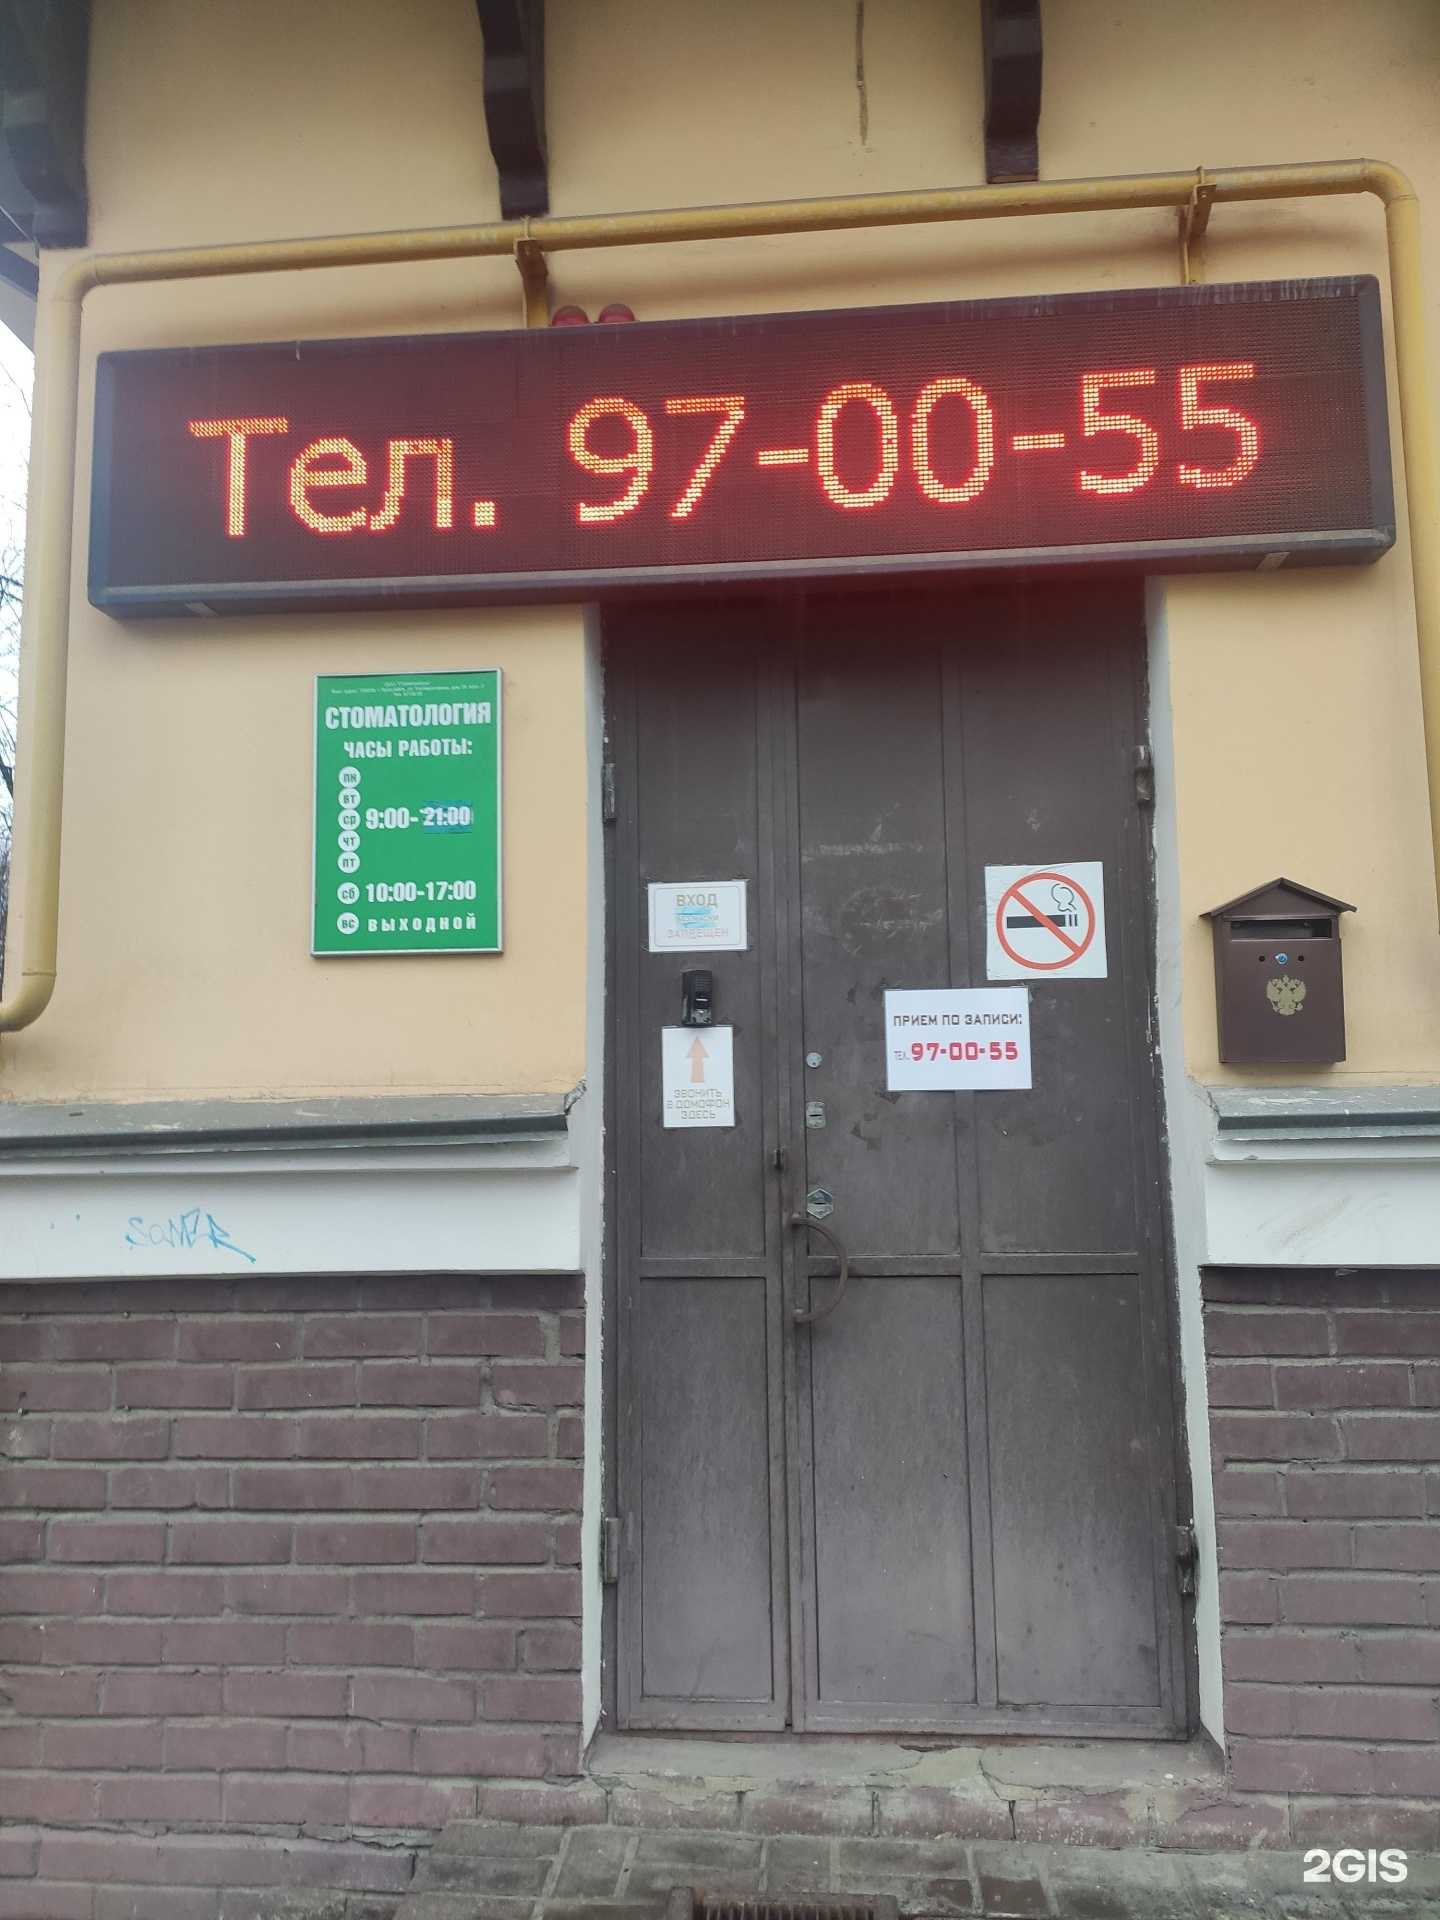 Тел. 97-00-55
СТОМАТОЛОГИЯ
ЧАСЫ РАБОТЫ:
ПН
ВТ
СР 9:00-21:00
ЧТ
ПТ
СБ 10:00-17:00
ВС ВЫХОДНОЙ
ВХОД
ЗАПРЕЩЕН
ПРИЕМ ПО ЗАПИСИ:
ТЕЛ. 97-00-55
ЗВОНИТЬ
В ДОМОФОН
ЗДЕСЬ
2GIS